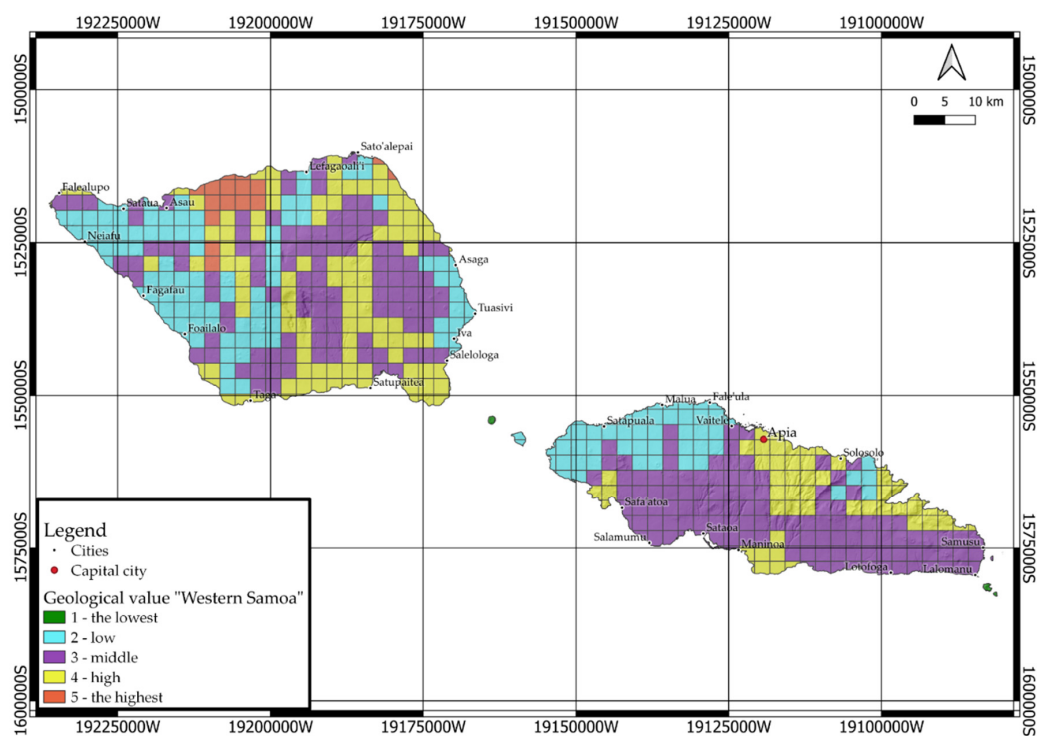 19225000W 19200000W 19175000W 19150000W 19125000W 19100000W
1500000S 1500000S
0 5 10 km
Sato'alepai
Lefagaoali'i
Falealupo
Sataua Asau
Neiafu
1525000S 1525000S
Asaga
Fagafau
Tuasivi
Foailalo
Iva
Salelologa
Satupaitea
Taga
1550000S 1550000S
Malua Fale'ula
Satapuala Vaitele
Apia
Solosolo
Safa'atoa
Salamumu Sataoa
Maninoa
Samusu
Lotofoga Lalomanu
1575000S 1575000S
Legend
Cities
Capital city
Geological value "Western Samoa"
1 - the lowest
2 - low
3 - middle
4 - high
5 - the highest
1600000S 1600000S
19225000W 19200000W 19175000W 19150000W 19125000W 19100000W